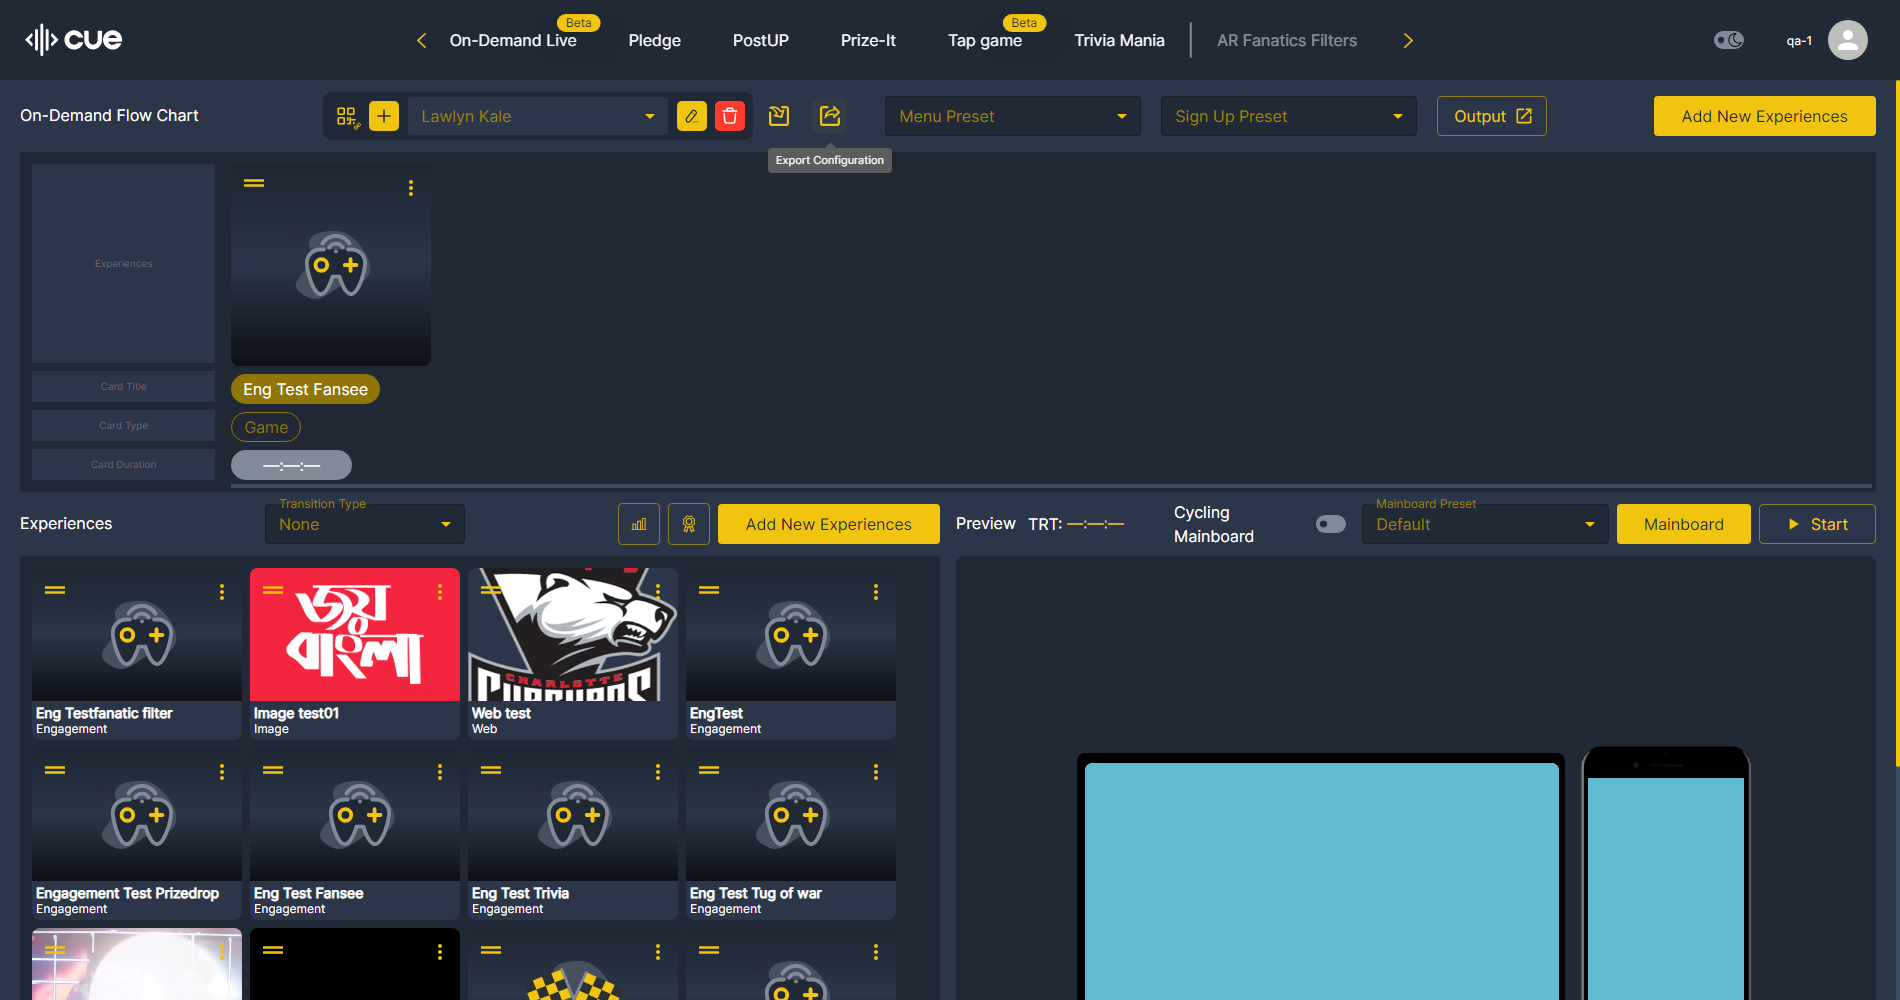 cue
Beta
Beta
On-Demand Live
Pledge
PostUP
Prize-It
Tap game
Trivia Mania
AR Fanatics Filters
qa-1
On-Demand Flow Chart
Lawlyn Kale
Menu Preset
Sign Up Preset
Output
Add New Experiences
Export Configuration
Experiences
Card Title
Eng Test Fansee
Card Type
Game
Card Duration
—:—:—
Experiences
Transition Type
None
Add New Experiences
Preview
TRT: —:—:—
Cycling
Mainboard
Mainboard Preset
Default
Mainboard
Start
জয়
বাংলা
CHARLOTTE
Eng Testfanatic filter
Engagement
Image test01
Image
Web test
Web
EngTest
Engagement
Engagement Test Prizedrop
Engagement
Eng Test Fansee
Engagement
Eng Test Trivia
Engagement
Eng Test Tug of war
Engagement